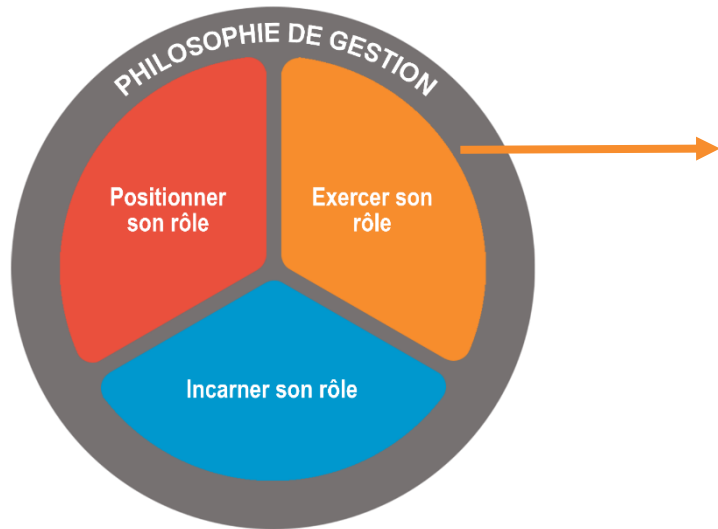 PHILOSOPHIE DE GESTION
Positionner
son rôle
Exercer son
rôle
Incarner son rôle